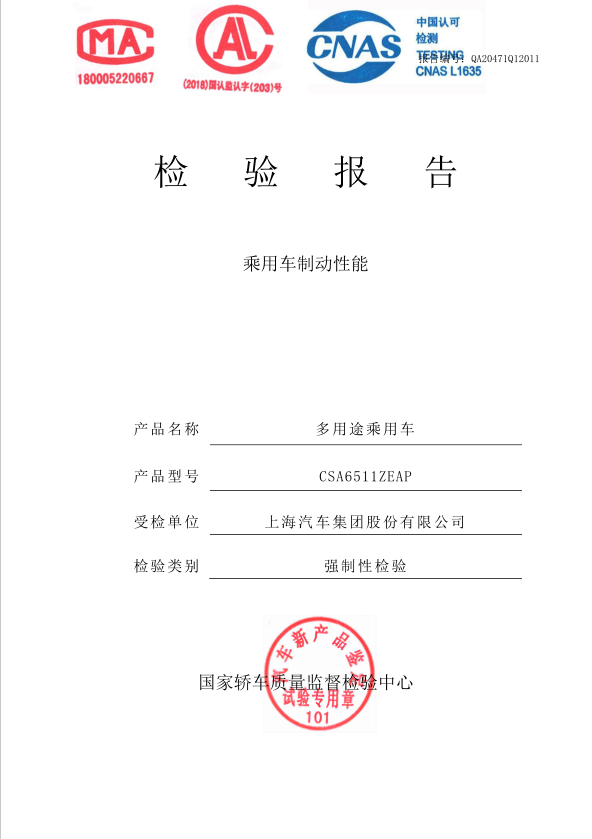 MA
180005220667
AL
(2018)国认监认字(203)号
CNAS
中国认可
检测
TESTING
CNAS L1635
报告编号: QA20471Q12011
检 验 报 告
乘用车制动性能
产品名称 多用途乘用车
产品型号 CSA6511ZEAP
受检单位 上海汽车集团股份有限公司
检验类别 强制性检验
汽车新产品鉴定
国家轿车质量监督检验中心
试验专用章
101